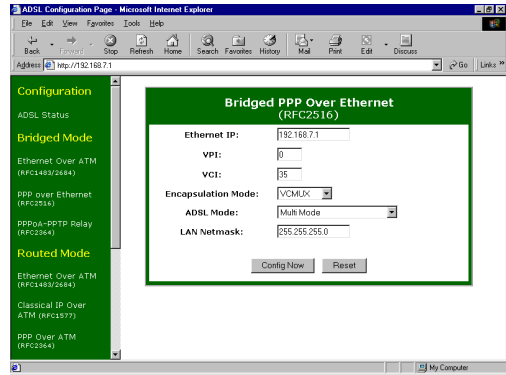 ADSL Configuration Page - Microsoft Internet Explorer
File Edit View Favorites Tools Help
Back Forward Stop Refresh Home Search Favorites History Mail Print Edit Discuss
Address http://192.168.7.1 Go Links »
Configuration
ADSL Status
Bridged Mode
Ethernet Over ATM
(RFC1483/2684)
PPP over Ethernet
(RFC2516)
PPPoA-PPTP Relay
(RFC2364)
Routed Mode
Ethernet Over ATM
(RFC1483/2684)
Classical IP Over
ATM (RFC1577)
PPP Over ATM
(RFC2364)
Bridged PPP Over Ethernet
(RFC2516)
Ethernet IP: 192.168.7.1
VPI: 0
VCI: 35
Encapsulation Mode: VCMUX
ADSL Mode: Multi Mode
LAN Netmask: 255.255.255.0
Config Now Reset
My Computer